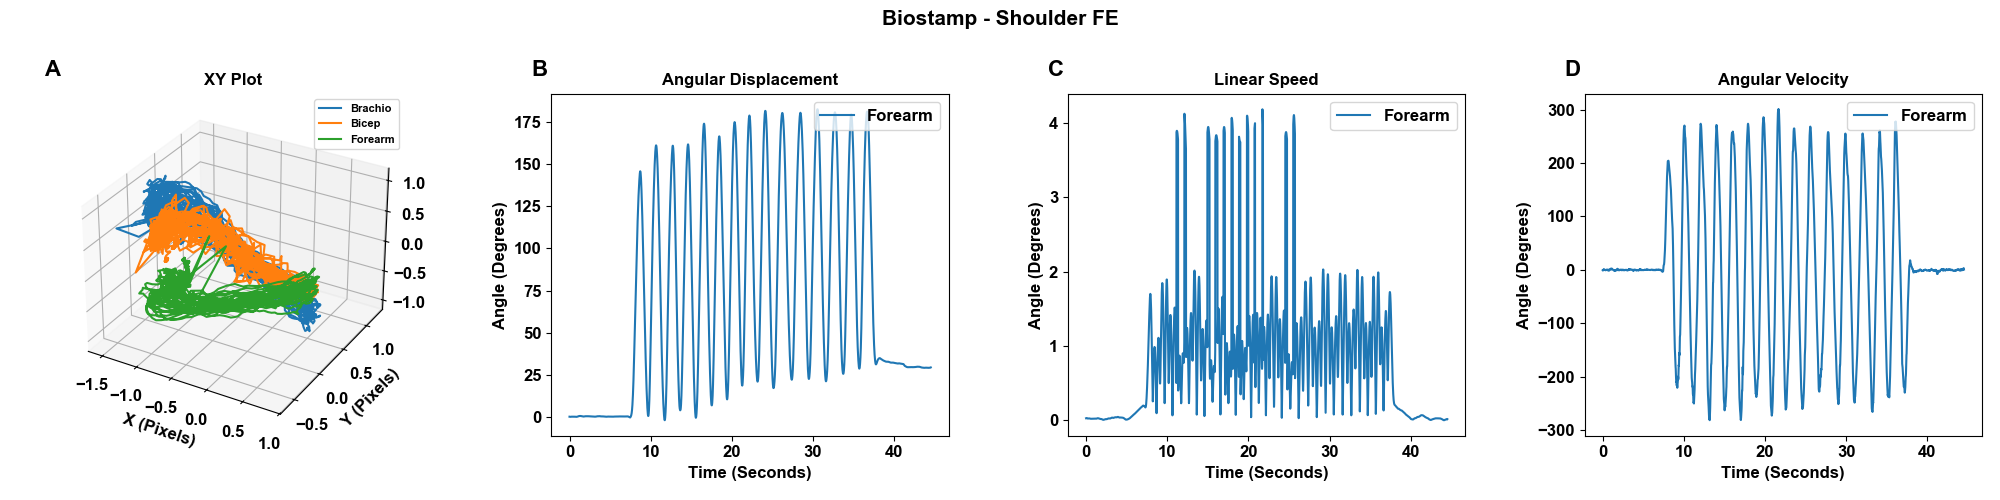 Biostamp - Shoulder FE
A
XY Plot
Brachio
Bicep
Forearm
1.0
0.5
0.0
−0.5
−1.0
1.0
0.5
0.0
−0.5
Y (Pixels)
−1.5
−1.0
−0.5
0.0
0.5
1.0
X (Pixels)
B
Angular Displacement
Forearm
175
150
125
100
75
50
25
0
Angle (Degrees)
0 10 20 30 40
Time (Seconds)
C
Linear Speed
Forearm
4
3
2
1
0
Angle (Degrees)
0 10 20 30 40
Time (Seconds)
D
Angular Velocity
Forearm
300
200
100
0
−100
−200
−300
Angle (Degrees)
0 10 20 30 40
Time (Seconds)